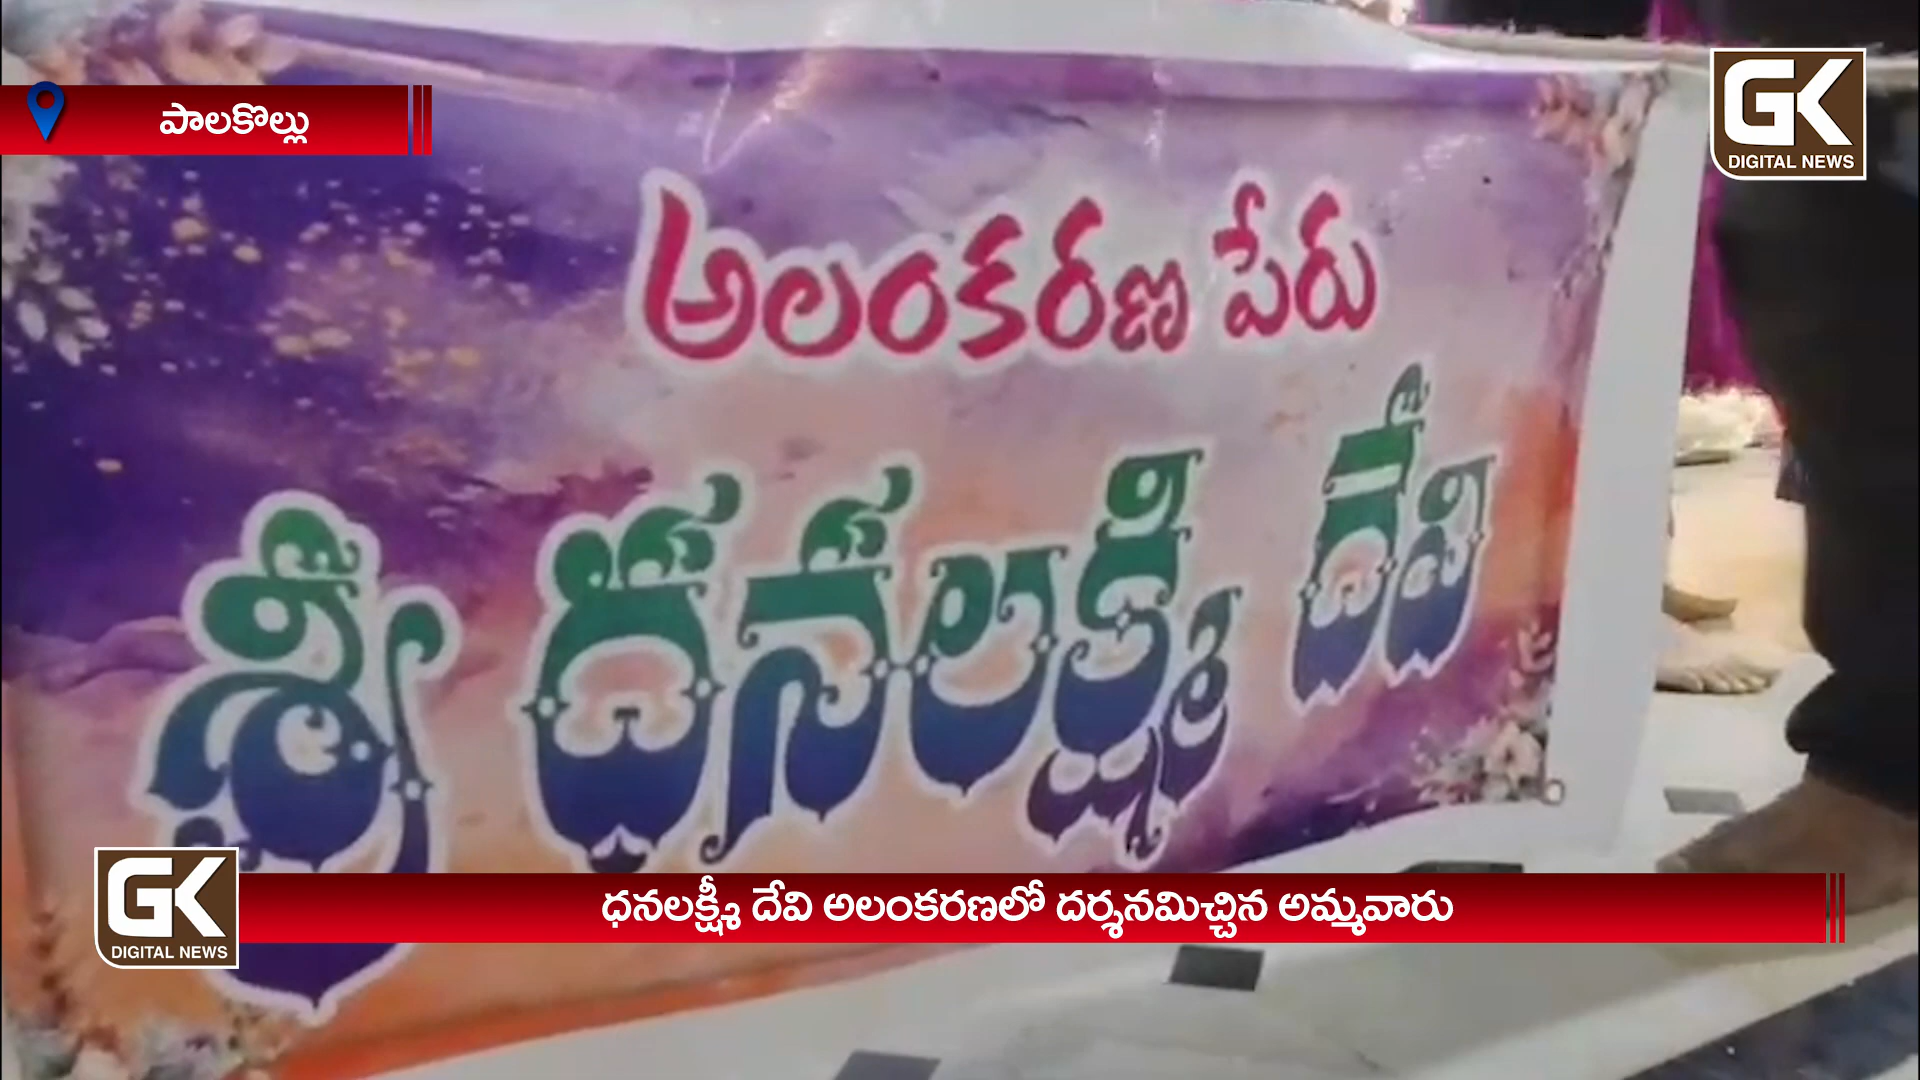 పాలకొల్లు
GK
DIGITAL NEWS
అలంకరణ పేరు
శ్రీ ధనలక్ష్మి దేవి
GK
DIGITAL NEWS
ధనలక్ష్మీ దేవి అలంకరణలో దర్శనమిచ్చిన అమ్మవారు